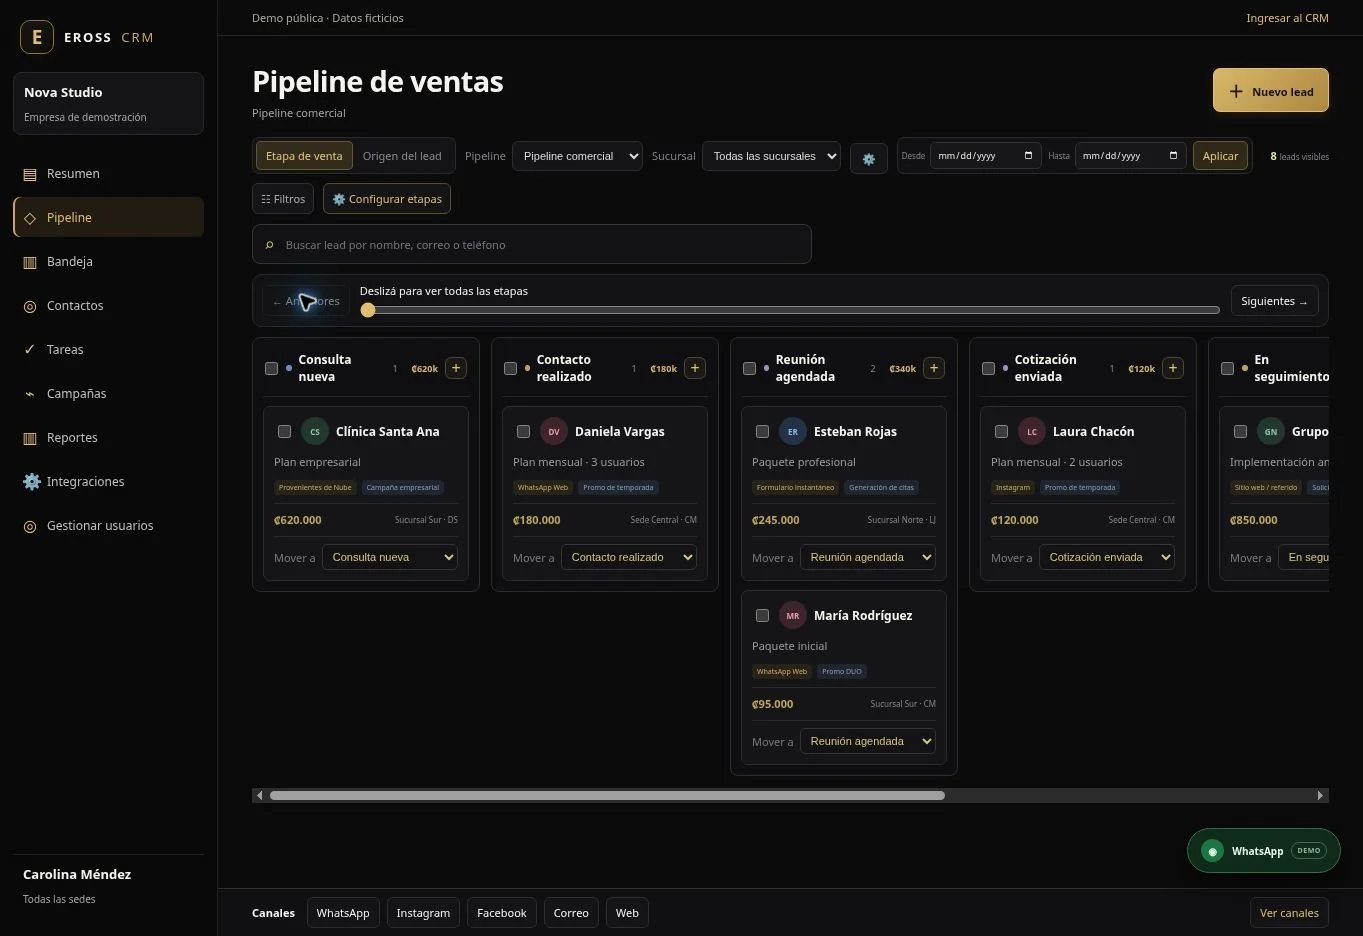 E EROSS CRM
Nova Studio
Empresa de demostración
Resumen
Pipeline
Bandeja
Contactos
Tareas
Campañas
Reportes
Integraciones
Gestionar usuarios
Carolina Méndez
Todas las sedes
Demo pública · Datos ficticios
Ingresar al CRM
Pipeline de ventas
Pipeline comercial
+ Nuevo lead
Etapa de venta Origen del lead Pipeline Pipeline comercial Sucursal Todas las sucursales Desde mm/dd/yyyy Hasta mm/dd/yyyy Aplicar 8 leads visibles
Filtros Configurar etapas
Buscar lead por nombre, correo o teléfono
Deslizá para ver todas las etapas
← Siguientes →
Consulta nueva 1 ₡620k +
CS Clínica Santa Ana
Plan empresarial
Provenientes de Nube Campaña empresarial
₡620.000 Sucursal Sur · DS
Mover a Consulta nueva
Contacto realizado 1 ₡180k +
DV Daniela Vargas
Plan mensual · 3 usuarios
WhatsApp Web Promo de temporada
₡180.000 Sede Central · CM
Mover a Contacto realizado
Reunión agendada 2 ₡340k +
ER Esteban Rojas
Paquete profesional
Formulario instantáneo Generación de citas
₡245.000 Sucursal Norte · LJ
Mover a Reunión agendada
MR María Rodríguez
Paquete inicial
WhatsApp Web Promo DUO
₡95.000 Sucursal Sur · CM
Mover a Reunión agendada
Cotización enviada 1 ₡120k +
LC Laura Chacón
Plan mensual · 2 usuarios
Instagram Promo de temporada
₡120.000 Sede Central · CM
Mover a Cotización enviada
En seguimiento
GN Grupo
Implementación
Sitio web / referido
₡850.000
Mover a En
WhatsApp DEMO
Canales WhatsApp Instagram Facebook Correo Web Ver canales